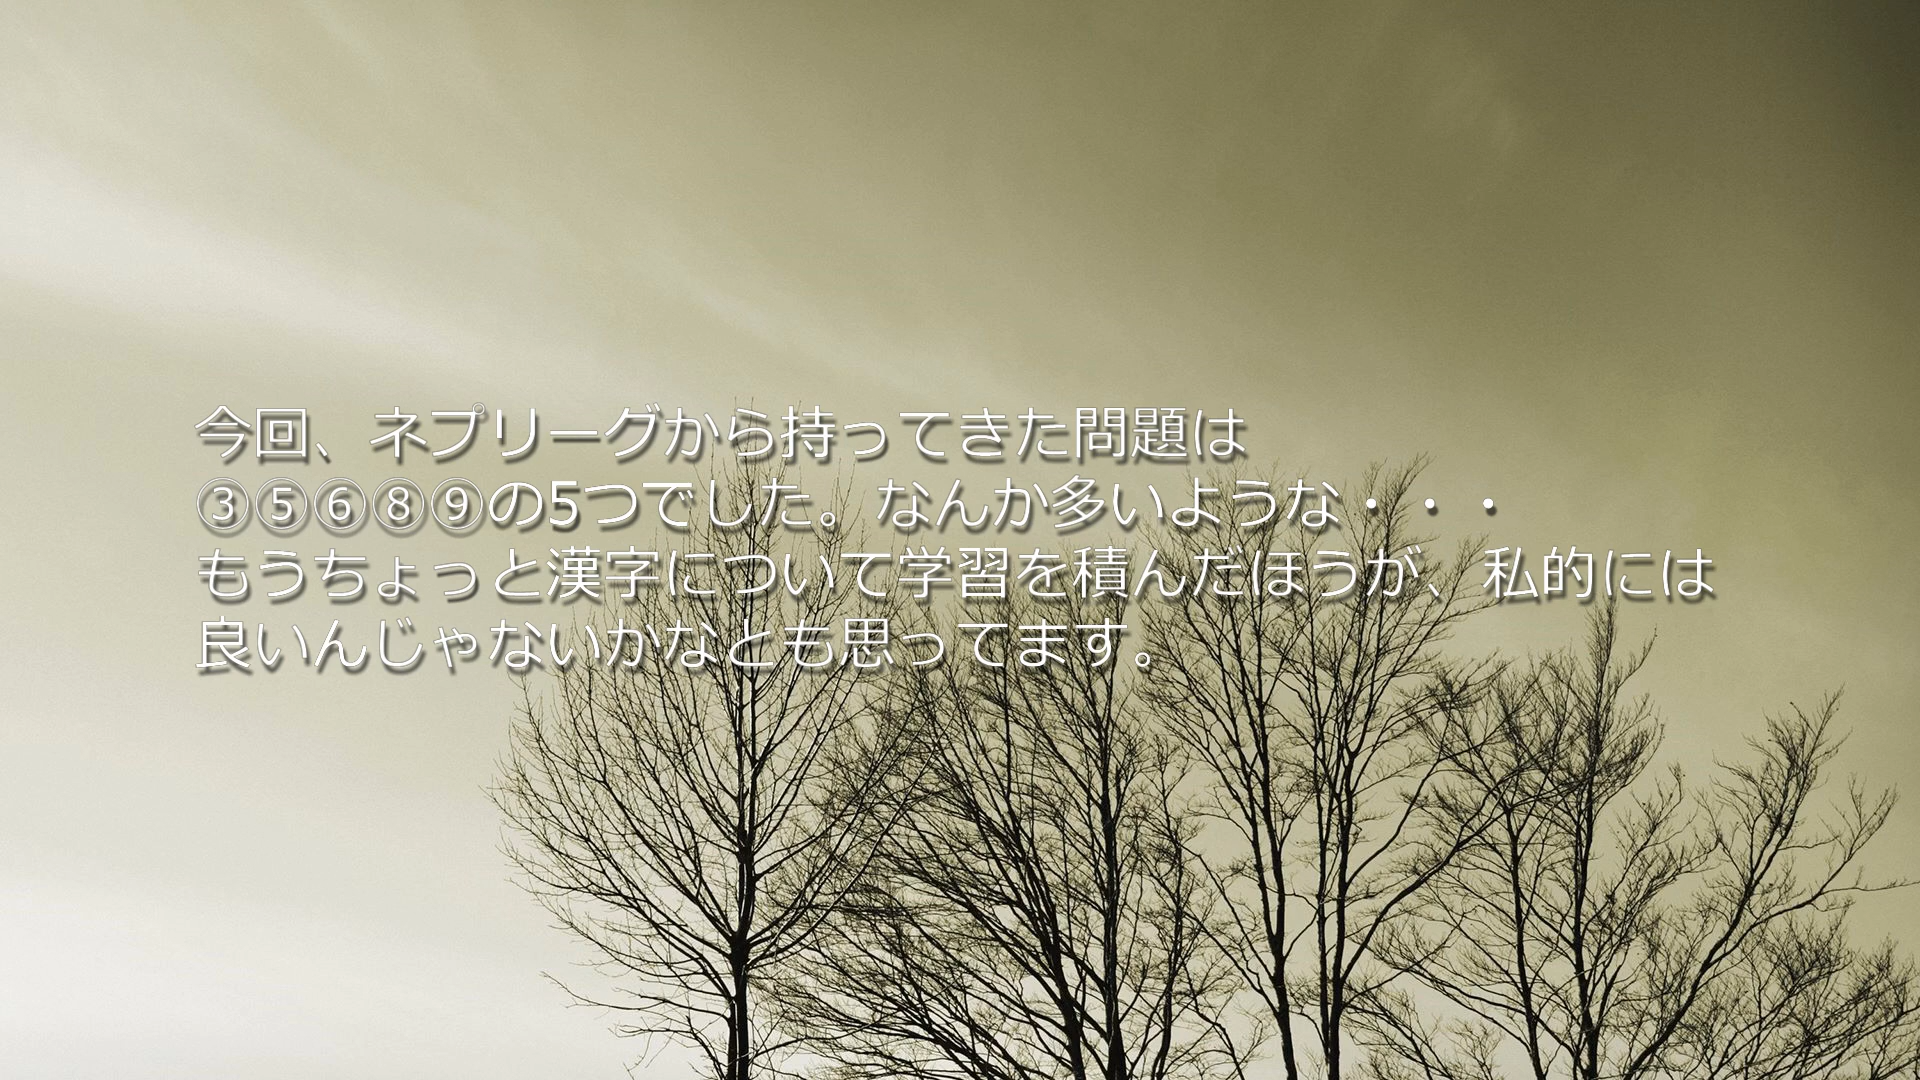 今回、ネプリーグから持ってきた問題は
③⑤⑥⑧⑨の5つでした。なんか多いような・・・
もうちょっと漢字について学習を積んだほうが、私的には
良いんじゃないかなとも思ってます。